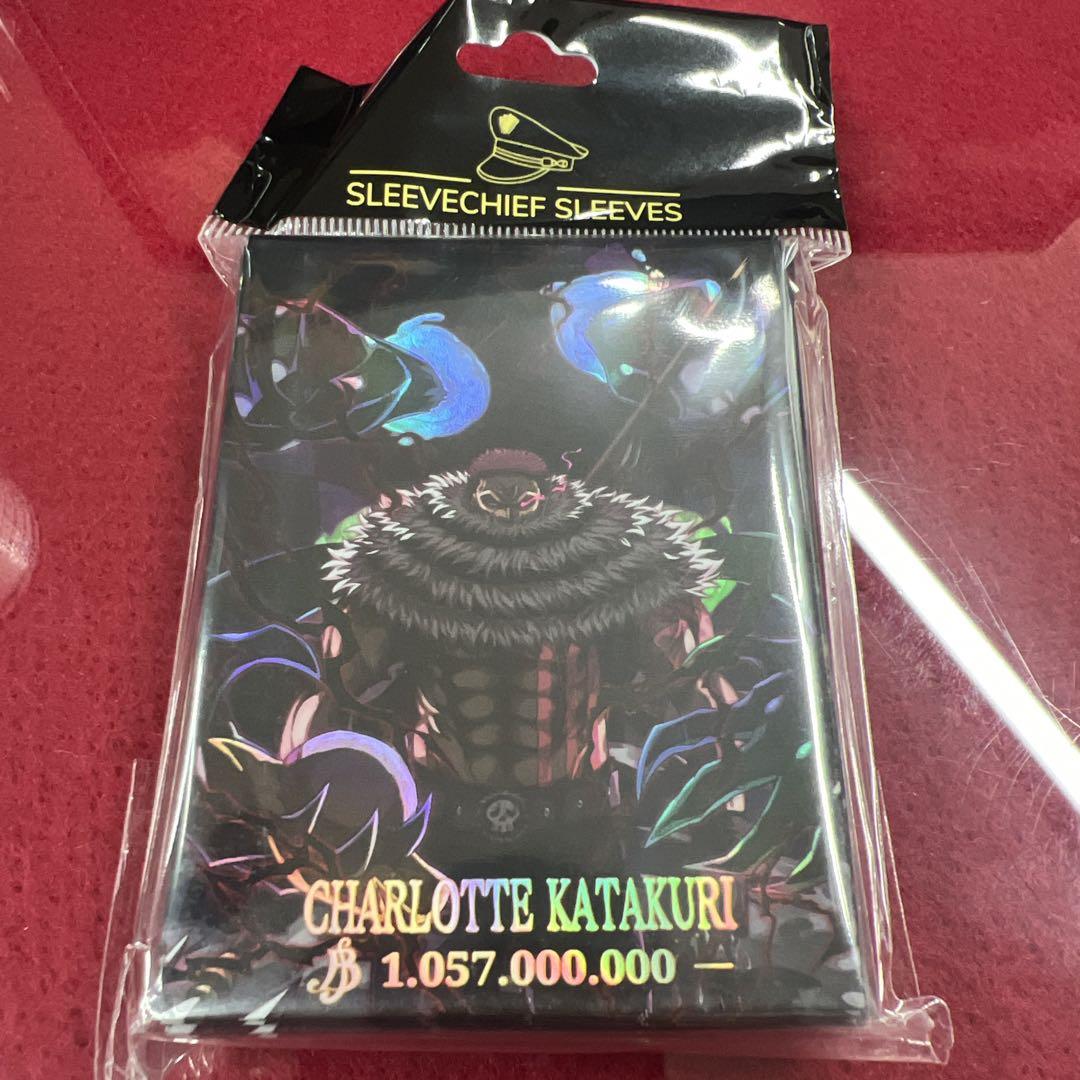 SLEEVECHIEF SLEEVES
CHARLOTTE KATAKURI
฿ 1.057.000.000 —